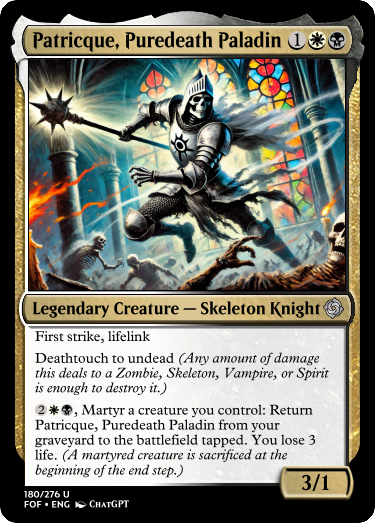 Patricque, Puredeath Paladin 1
Legendary Creature — Skeleton Knight
First strike, lifelink
Deathtouch to undead (Any amount of damage
this deals to a Zombie, Skeleton, Vampire, or Spirit
is enough to destroy it.)
2, Martyr a creature you control: Return
Patricque, Puredeath Paladin from your
graveyard to the battlefield tapped. You lose 3
life. (A martyred creature is sacrificed at the
beginning of the end step.)
3/1
180/276 U
FOF • ENG ChatGPT